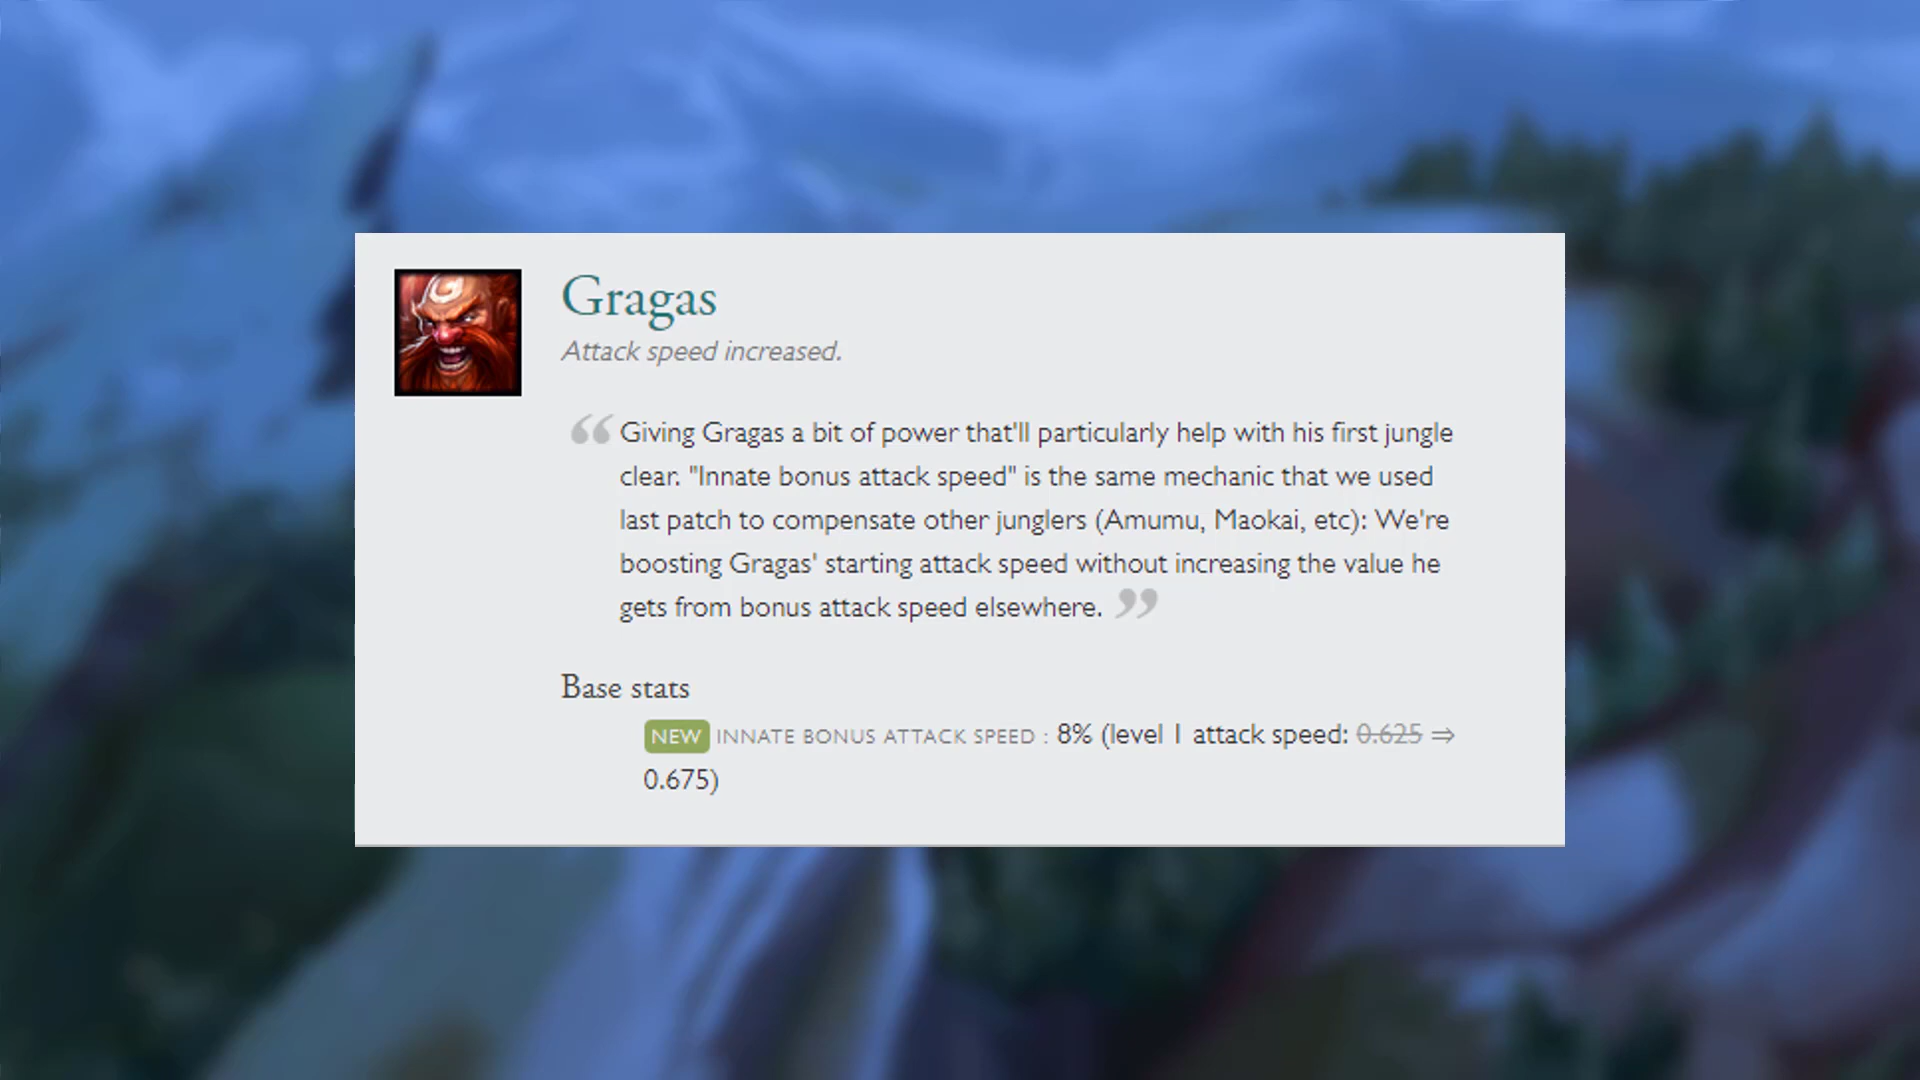 Gragas
Attack speed increased.
“ Giving Gragas a bit of power that'll particularly help with his first jungle
clear. "Innate bonus attack speed" is the same mechanic that we used
last patch to compensate other junglers (Amumu, Maokai, etc): We're
boosting Gragas' starting attack speed without increasing the value he
gets from bonus attack speed elsewhere. ”
Base stats
NEW INNATE BONUS ATTACK SPEED : 8% (level 1 attack speed: 0.625 ⇒
0.675)